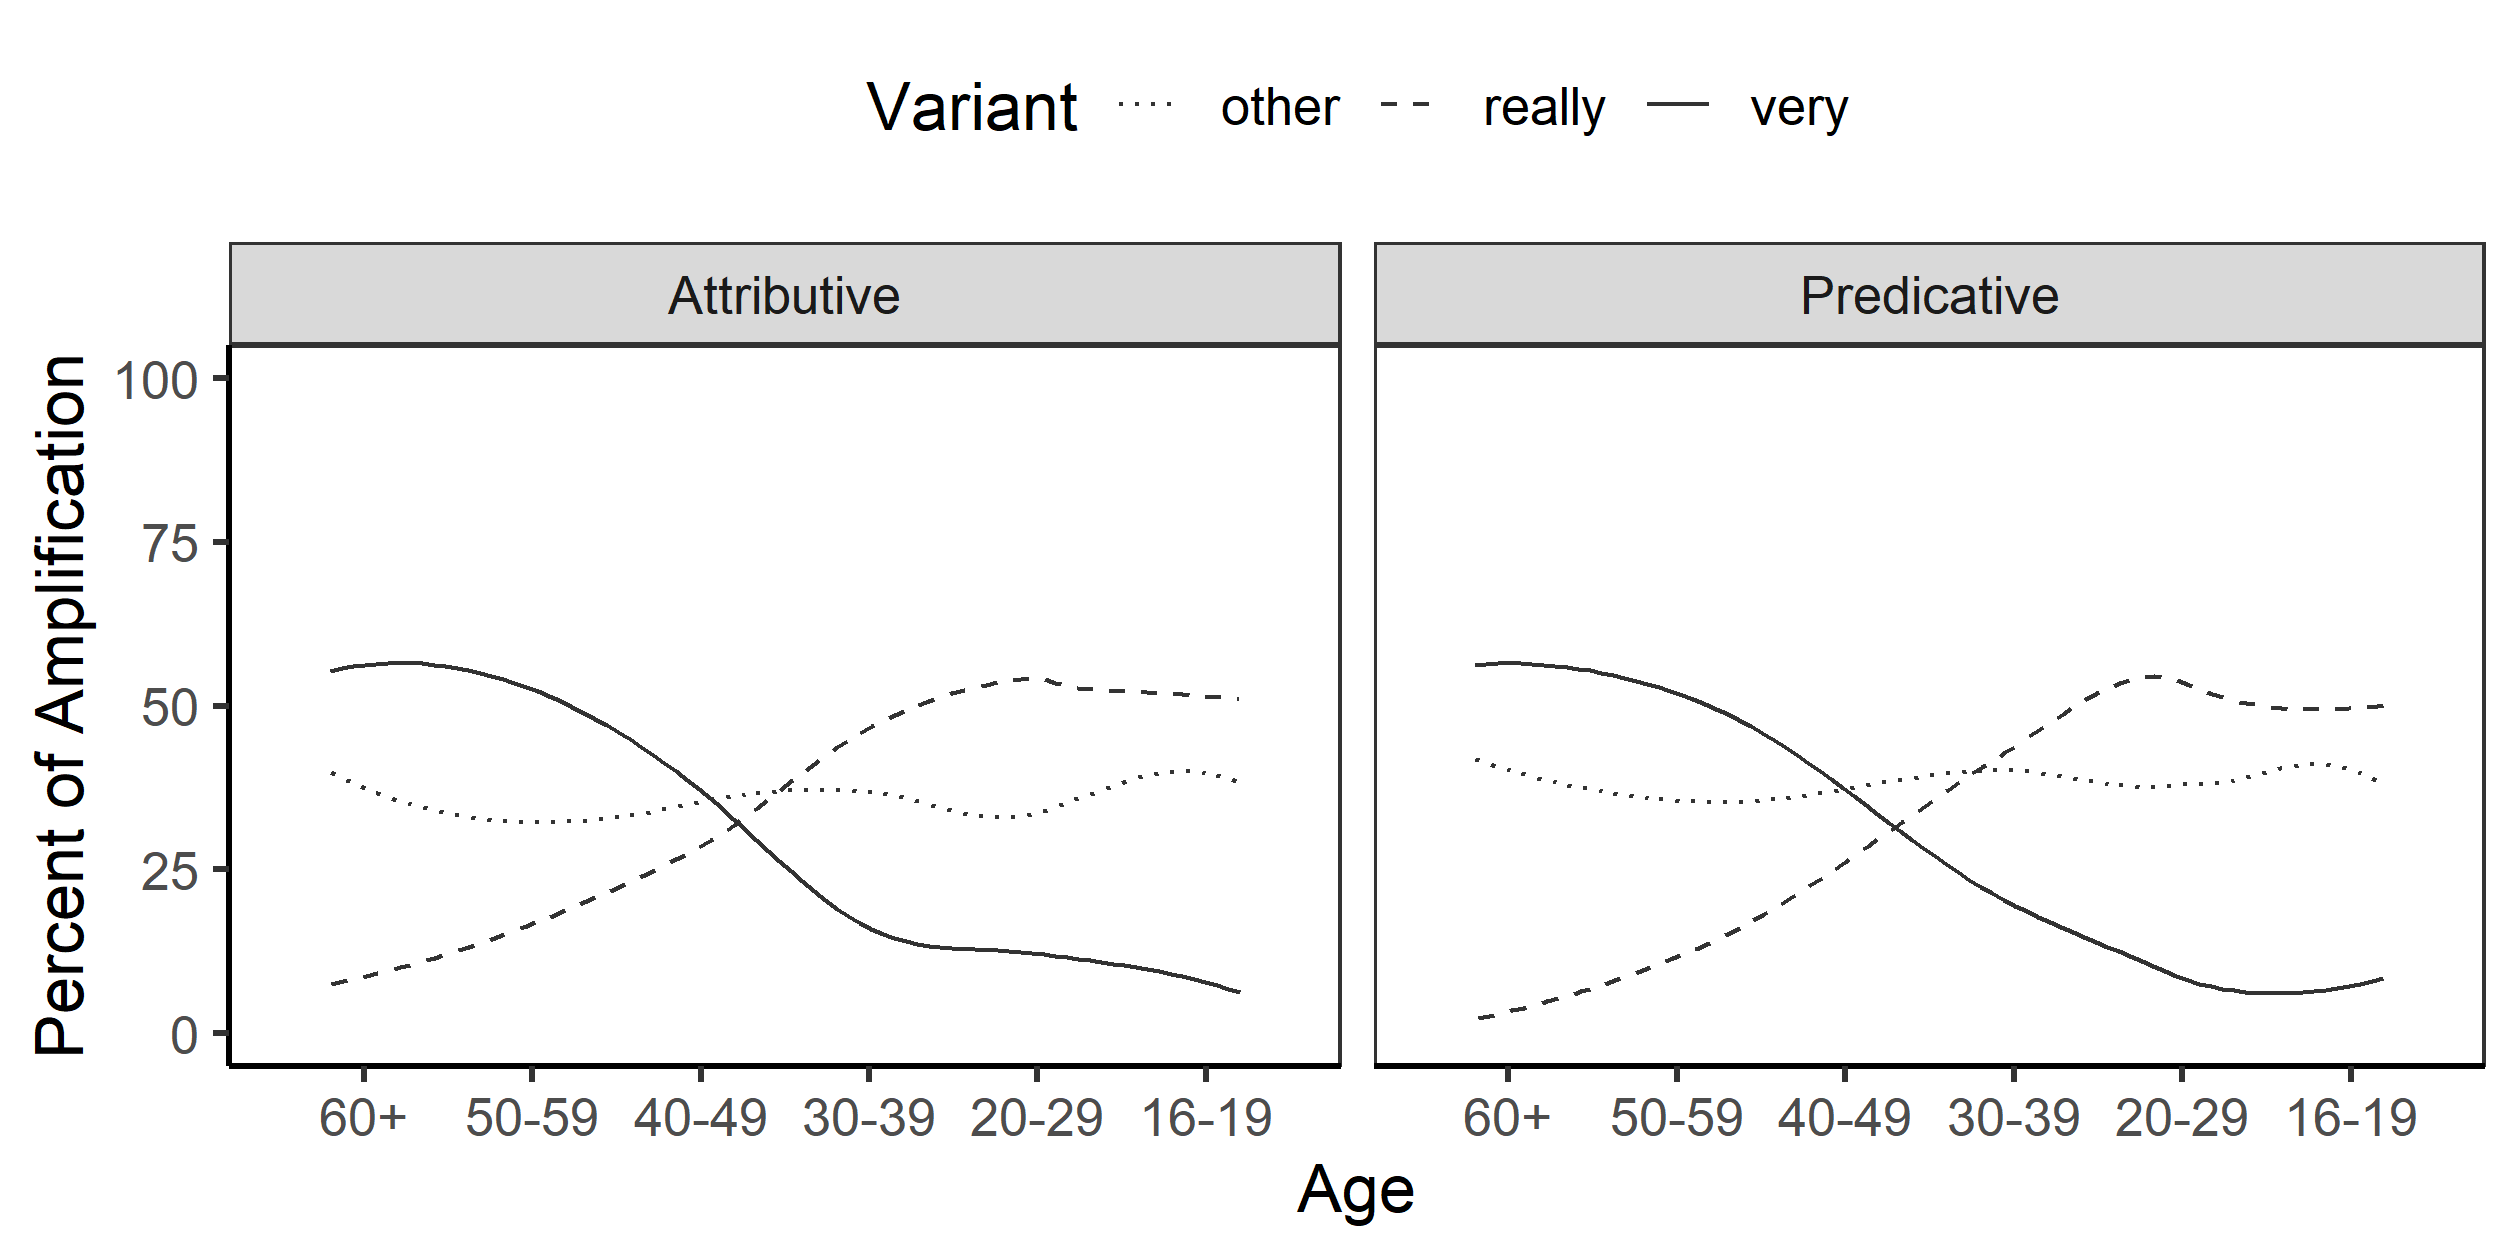 Variant other really very
Attributive Predicative
Percent of Amplification
100
75
50
25
0
60+ 50-59 40-49 30-39 20-29 16-19 60+ 50-59 40-49 30-39 20-29 16-19
Age